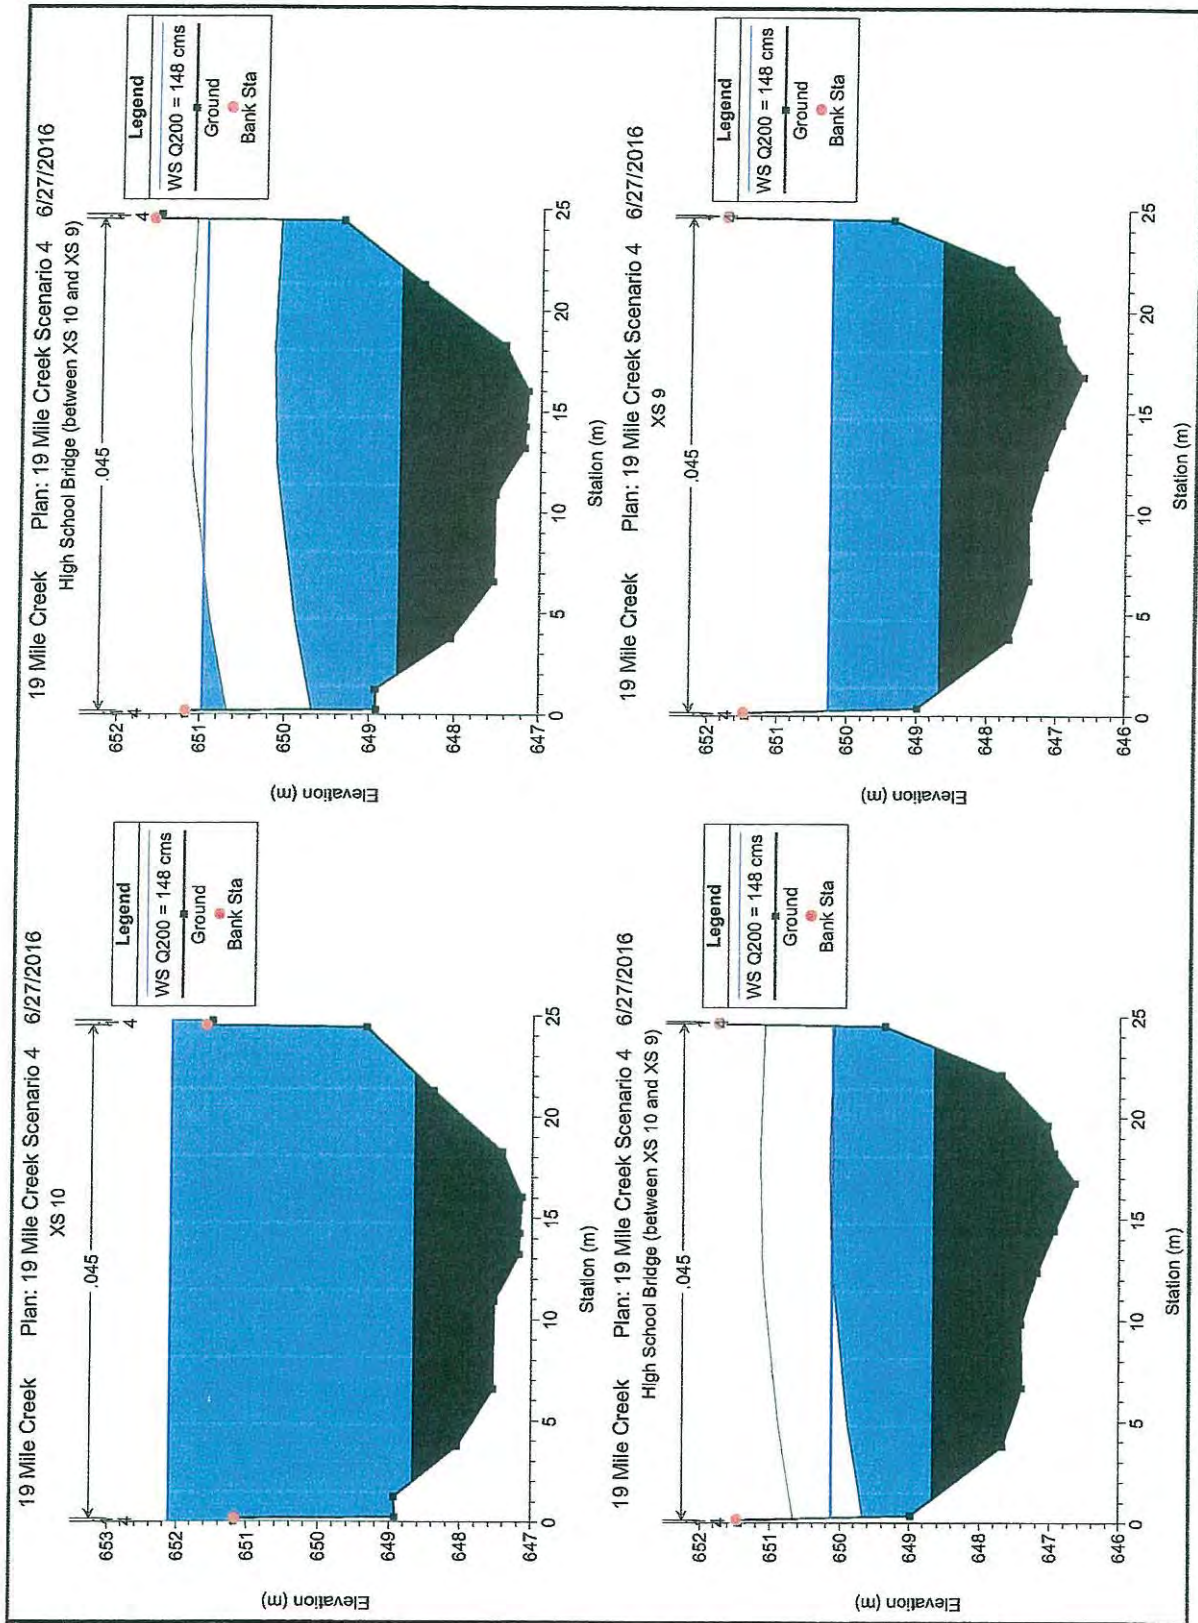 19 Mile Creek Plan: 19 Mile Creek Scenario 4 6/27/2016
XS 10
.045
4
4
Legend
WS Q200 = 148 cms
Ground
Bank Sta
653
652
651
650
649
648
647
Elevation (m)
0
5
10
15
20
25
Station (m)
19 Mile Creek Plan: 19 Mile Creek Scenario 4 6/27/2016
High School Bridge (between XS 10 and XS 9)
.045
4
4
Legend
WS Q200 = 148 cms
Ground
Bank Sta
652
651
650
649
648
647
Elevation (m)
0
5
10
15
20
25
Station (m)
19 Mile Creek Plan: 19 Mile Creek Scenario 4 6/27/2016
High School Bridge (between XS 10 and XS 9)
.045
Legend
WS Q200 = 148 cms
Ground
Bank Sta
652
651
650
649
648
647
646
Elevation (m)
0
5
10
15
20
25
Station (m)
19 Mile Creek Plan: 19 Mile Creek Scenario 4 6/27/2016
XS 9
.045
Legend
WS Q200 = 148 cms
Ground
Bank Sta
652
651
650
649
648
647
646
Elevation (m)
0
5
10
15
20
25
Station (m)